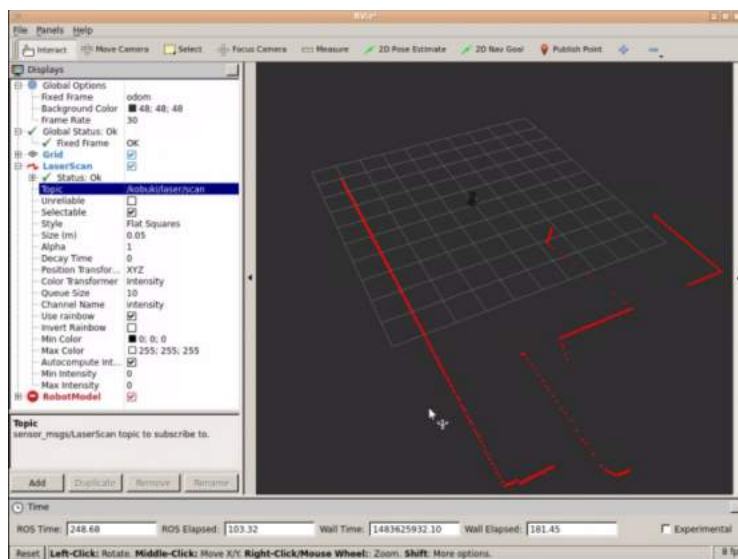 RViz*
File Panels Help
Interact Move Camera Select Focus Camera Measure 2D Pose Estimate 2D Nav Goal Publish Point
Displays
Global Options
Fixed Frame odom
Background Color 48; 48; 48
Frame Rate 30
Global Status: Ok
Fixed Frame OK
Grid
LaserScan
Status: Ok
Topic /kobuki/laser/scan
Unreliable
Selectable
Style Flat Squares
Size (m) 0.05
Alpha 1
Decay Time 0
Position Transfor... XYZ
Color Transformer Intensity
Queue Size 10
Channel Name intensity
Use rainbow
Invert Rainbow
Min Color 0; 0; 0
Max Color 255; 255; 255
Autocompute Int...
Min Intensity 0
Max Intensity 0
RobotModel
Topic
sensor_msgs/LaserScan topic to subscribe to.
Add Duplicate Remove Rename
Time
ROS Time: 248.68 ROS Elapsed: 103.32 Wall Time: 1483625932.10 Wall Elapsed: 181.45 Experimental
Reset Left-Click: Rotate. Middle-Click: Move X/Y. Right-Click/Mouse Wheel: Zoom. Shift: More options.